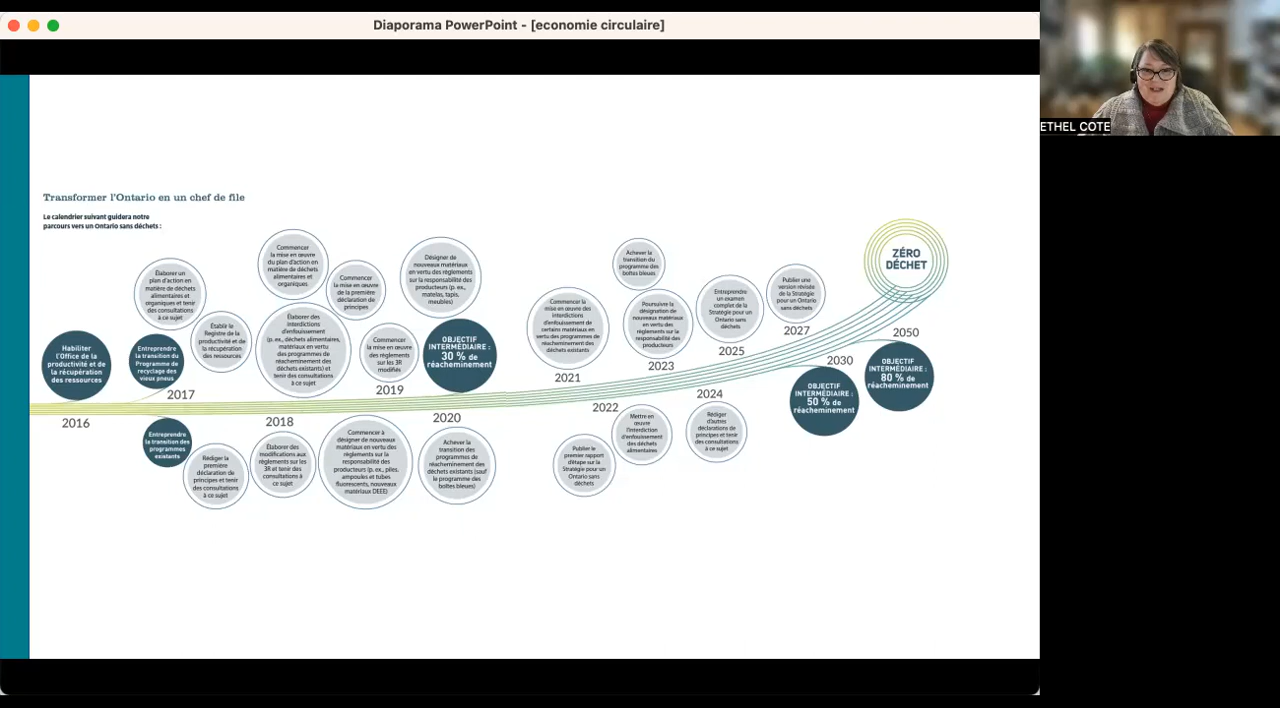 Diaporama PowerPoint - [economie circulaire]
ETHEL COTE
Transformer l'Ontario en un chef de file
Le calendrier suivant guidera notre
parcours vers un Ontario sans déchets :
Habiliter
l'Office de la
productivité et de
la récupération
des ressources
2016
Élaborer un
plan d'action en
matière de déchets
alimentaires et
organiques et tenir
des consultations
à ce sujet
Établir le
Registre de la
productivité et de
la récupération
des ressources
Entreprendre
la transition du
Programme de
recyclage des
vieux pneus
2017
Entreprendre
la transition des
programmes
existants
Rédiger la
première
déclaration de
principes et tenir
des consultations
à ce sujet
Commencer
la mise en œuvre
du plan d'action en
matière de déchets
alimentaires et
organiques
Élaborer des
interdictions
d'enfouissement
(p. ex., déchets alimentaires,
matériaux en vertu
des programmes de
réacheminement des
déchets existants) et
tenir des consultations
à ce sujet
2018
Élaborer des
modifications aux
règlements sur les
3R et tenir des
consultations à
ce sujet
Commencer
la mise en œuvre
de la première
déclaration de
principes
Commencer
la mise en œuvre
des règlements
sur les 3R
modifiés
2019
Commencer à
désigner de nouveaux
matériaux en vertu des
règlements sur la
responsabilité des
producteurs (p. ex., piles,
ampoules et tubes
fluorescents, nouveaux
matériaux DEEE)
Désigner de
nouveaux matériaux
en vertu des règlements
sur la responsabilité des
producteurs (p. ex.,
matelas, tapis,
meubles)
OBJECTIF
INTERMÉDIAIRE :
30 % de
réacheminement
2020
Achever la
transition des
programmes de
réacheminement des
déchets existants (sauf
le programme des
boîtes bleues)
Commencer la
mise en œuvre des
interdictions
d'enfouissement de
certains matériaux en
vertu des programmes de
réacheminement des
déchets existants
2021
2022
Publier le
premier rapport
d'étape sur la
Stratégie pour un
Ontario sans
déchets
Mettre en
œuvre
l'interdiction
d'enfouissement
des déchets
alimentaires
Achever la
transition du
programme des
boîtes bleues
Poursuivre la
désignation de
nouveaux matériaux
en vertu des
règlements sur la
responsabilité des
producteurs
2023
2024
Rédiger
d'autres
déclarations de
principes et tenir
des consultations
à ce sujet
Entreprendre
un examen
complet de la
Stratégie pour un
Ontario sans
déchets
2025
Publier une
version révisée
de la Stratégie
pour un Ontario
sans déchets
2027
2030
OBJECTIF
INTERMÉDIAIRE :
50 % de
réacheminement
ZÉRO
DÉCHET
2050
OBJECTIF
INTERMÉDIAIRE :
80 % de
réacheminement